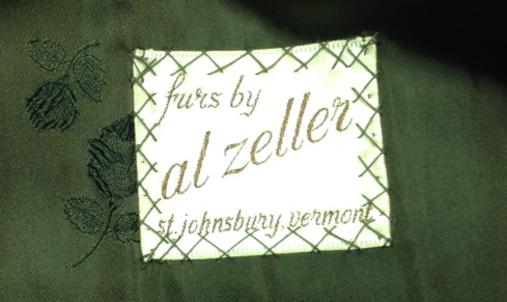 furs by
al zeller
st. johnsbury, vermont